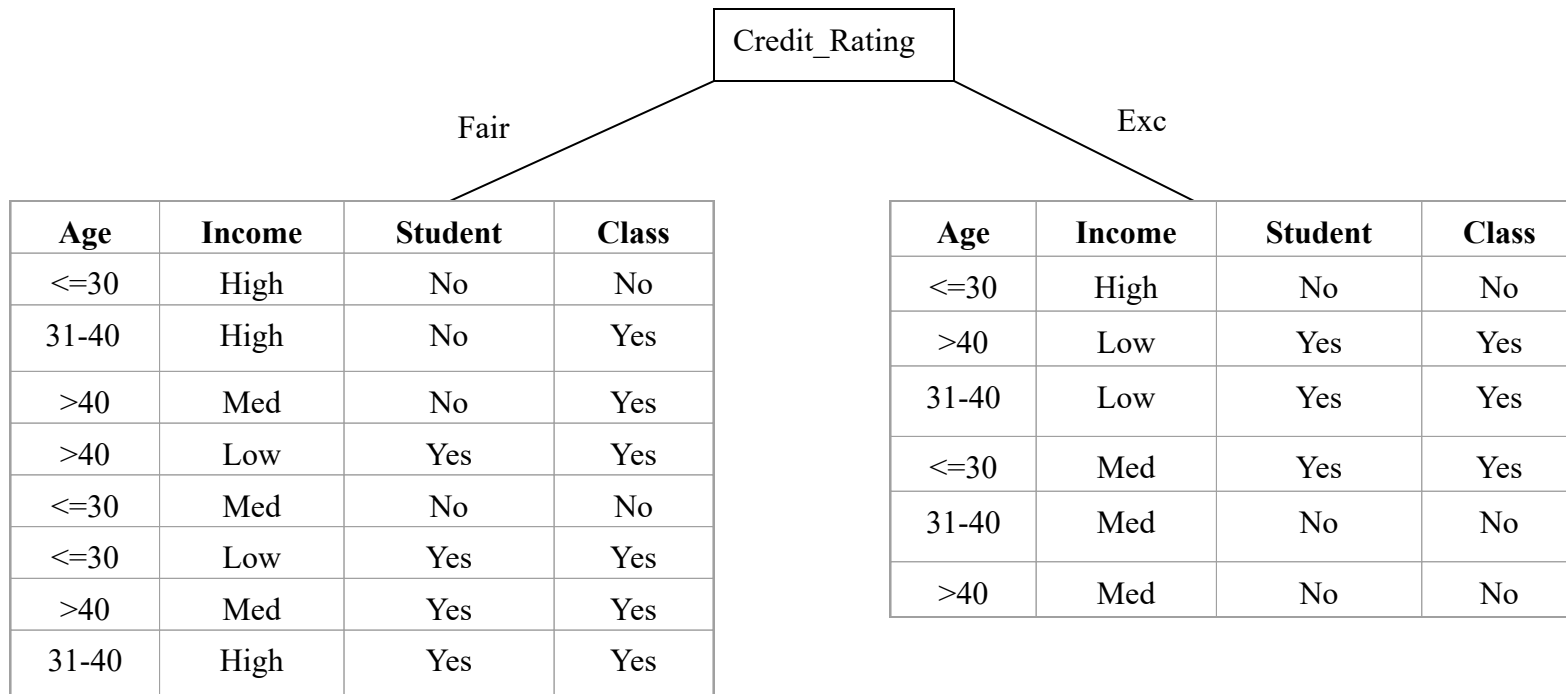 Credit_Rating
Fair
Exc
Age Income Student Class
<=30 High No No
31-40 High No Yes
>40 Med No Yes
>40 Low Yes Yes
<=30 Med No No
<=30 Low Yes Yes
>40 Med Yes Yes
31-40 High Yes Yes
Age Income Student Class
<=30 High No No
>40 Low Yes Yes
31-40 Low Yes Yes
<=30 Med Yes Yes
31-40 Med No No
>40 Med No No